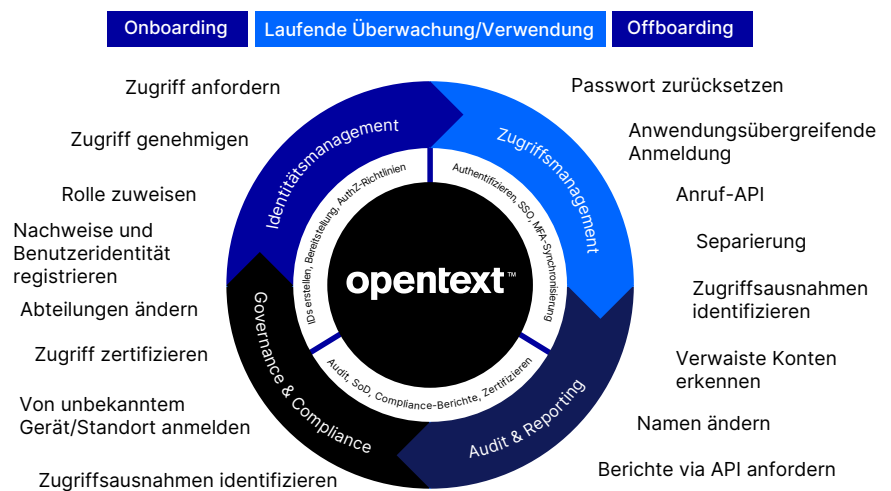 Onboarding
Laufende Überwachung/Verwendung
Offboarding
Zugriff anfordern
Zugriff genehmigen
Rolle zuweisen
Nachweise und
Benutzeridentität
registrieren
Abteilungen ändern
Zugriff zertifizieren
Von unbekanntem
Gerät/Standort anmelden
Zugriffsausnahmen identifizieren
Identitätsmanagement
Zugriffsmanagement
Governance & Compliance
Audit & Reporting
IDs erstellen, Bereitstellung, AuthZ-Richtlinien
Authentifizieren, SSO, MFA-Synchronisierung
Audit, SoD, Compliance-Berichte, Zertifizieren
opentext™
Passwort zurücksetzen
Anwendungsübergreifende
Anmeldung
Anruf-API
Separierung
Zugriffsausnahmen
identifizieren
Verwaiste Konten
erkennen
Namen ändern
Berichte via API anfordern